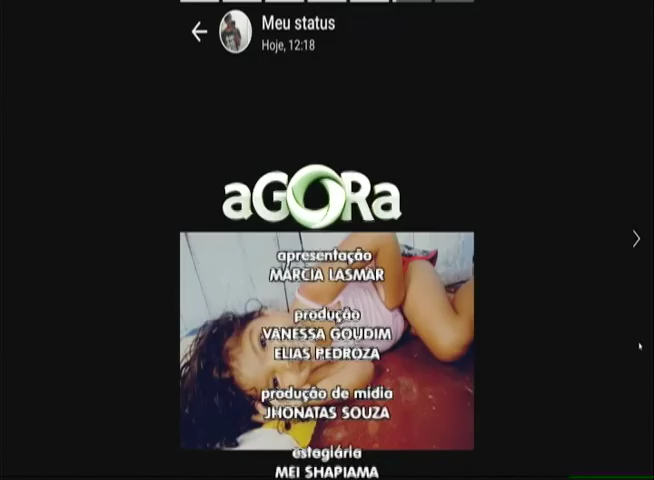 Meu status
Hoje, 12:18
aGORa
apresentação
MÁRCIA LASMAR
produção
VANESSA GOUDIM
ELIAS PEDROZA
produção de mídia
JHONATAS SOUZA
estagiária
MEI SHAPIAMA